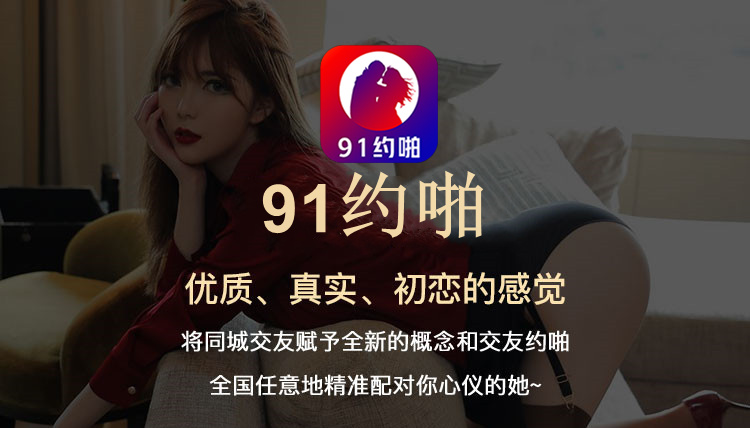 91约啪
91约啪
优质、真实、初恋的感觉
将同城交友赋予全新的概念和交友约啪
全国任意地精准配对你心仪的她~